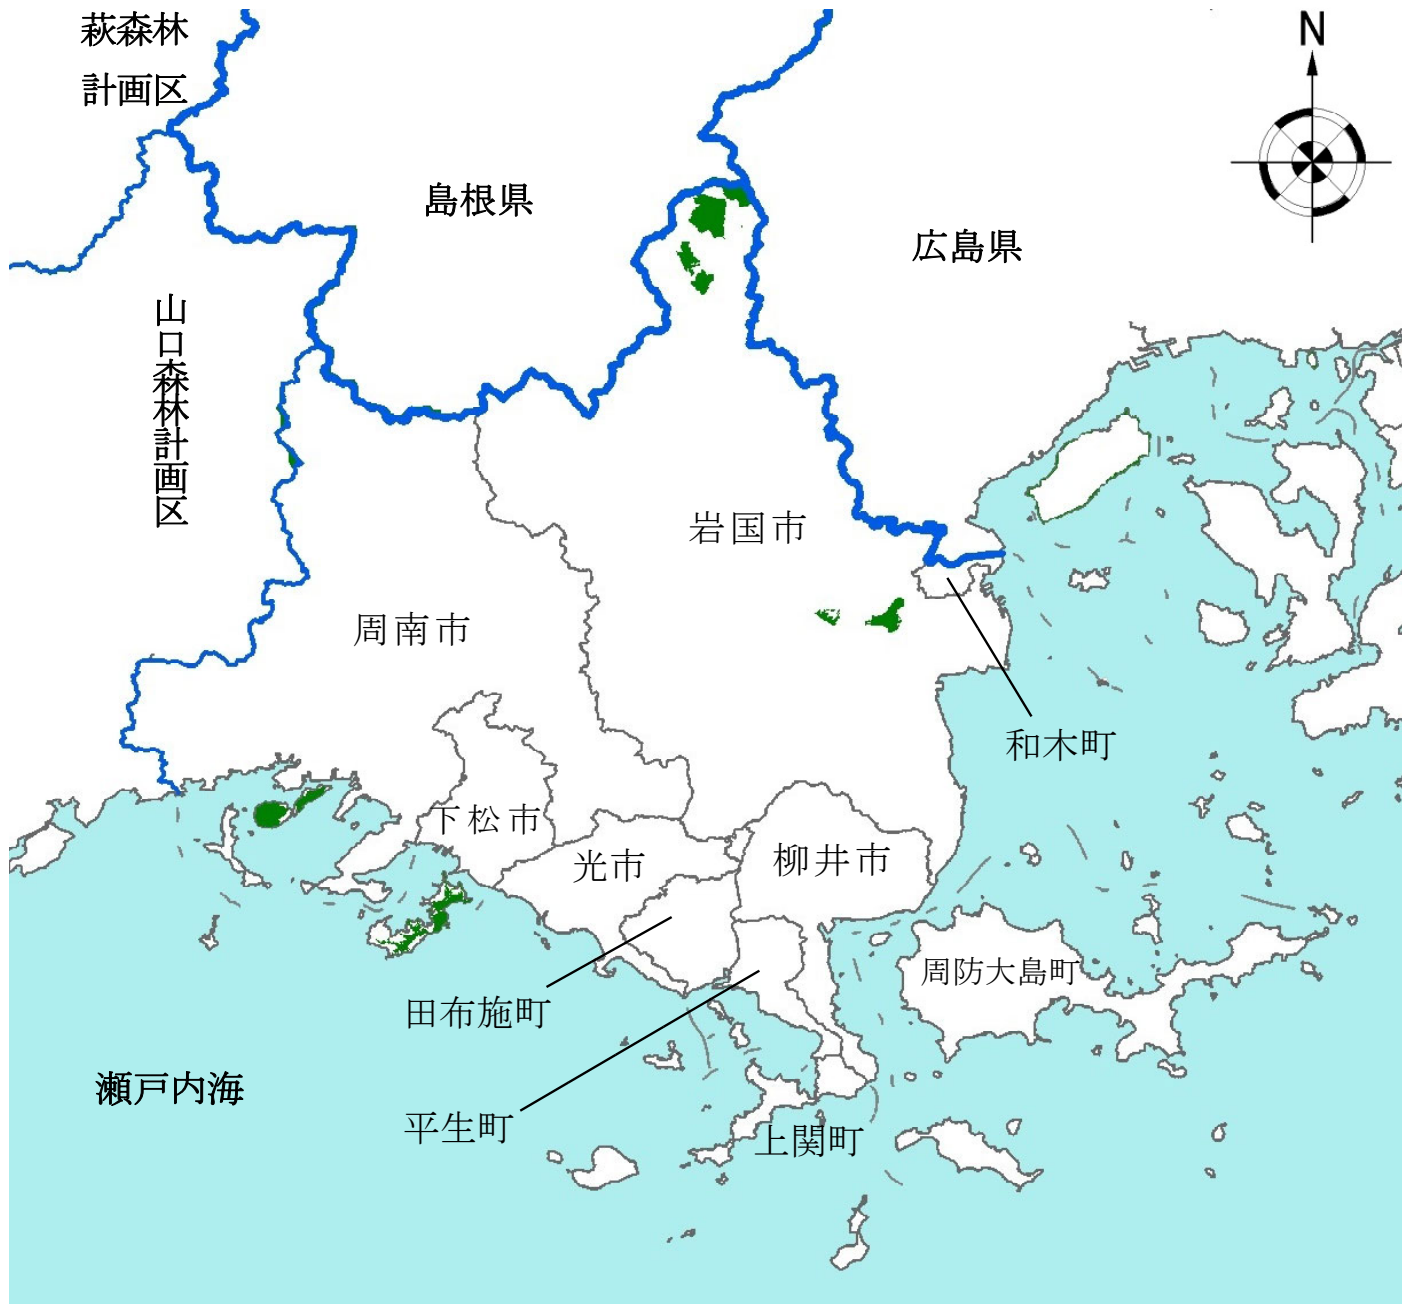 萩森林
計画区
N
島根県
広島県
山口森林計画区
岩国市
周南市
和木町
下松市
光市
柳井市
周防大島町
田布施町
瀬戸内海
平生町
上関町